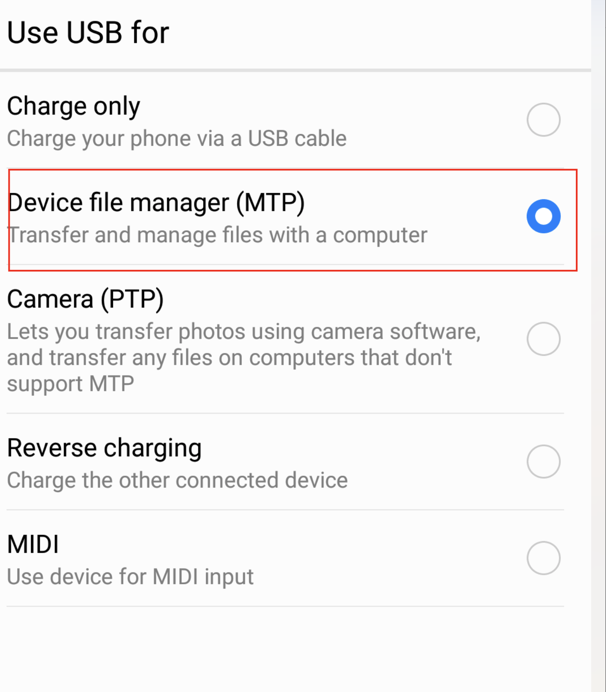 Use USB for
Charge only
Charge your phone via a USB cable
Device file manager (MTP)
Transfer and manage files with a computer
Camera (PTP)
Lets you transfer photos using camera software,
and transfer any files on computers that don't
support MTP
Reverse charging
Charge the other connected device
MIDI
Use device for MIDI input